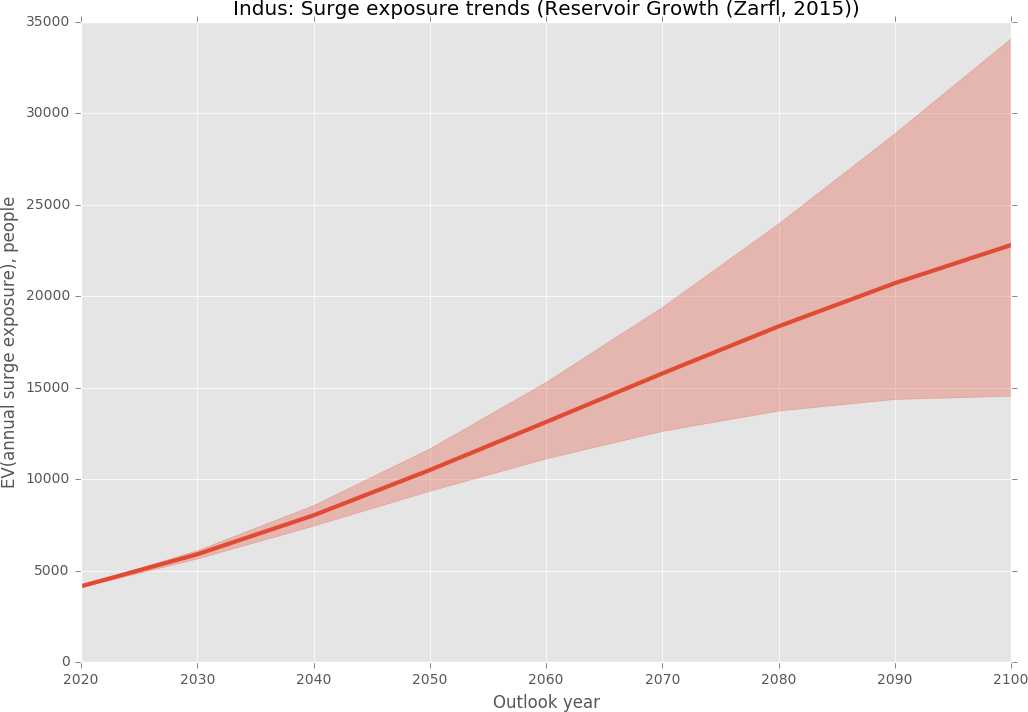 Indus: Surge exposure trends (Reservoir Growth (Zarfl, 2015))
35000
30000
25000
20000
15000
10000
5000
0
EV(annual surge exposure), people
2020 2030 2040 2050 2060 2070 2080 2090 2100
Outlook year